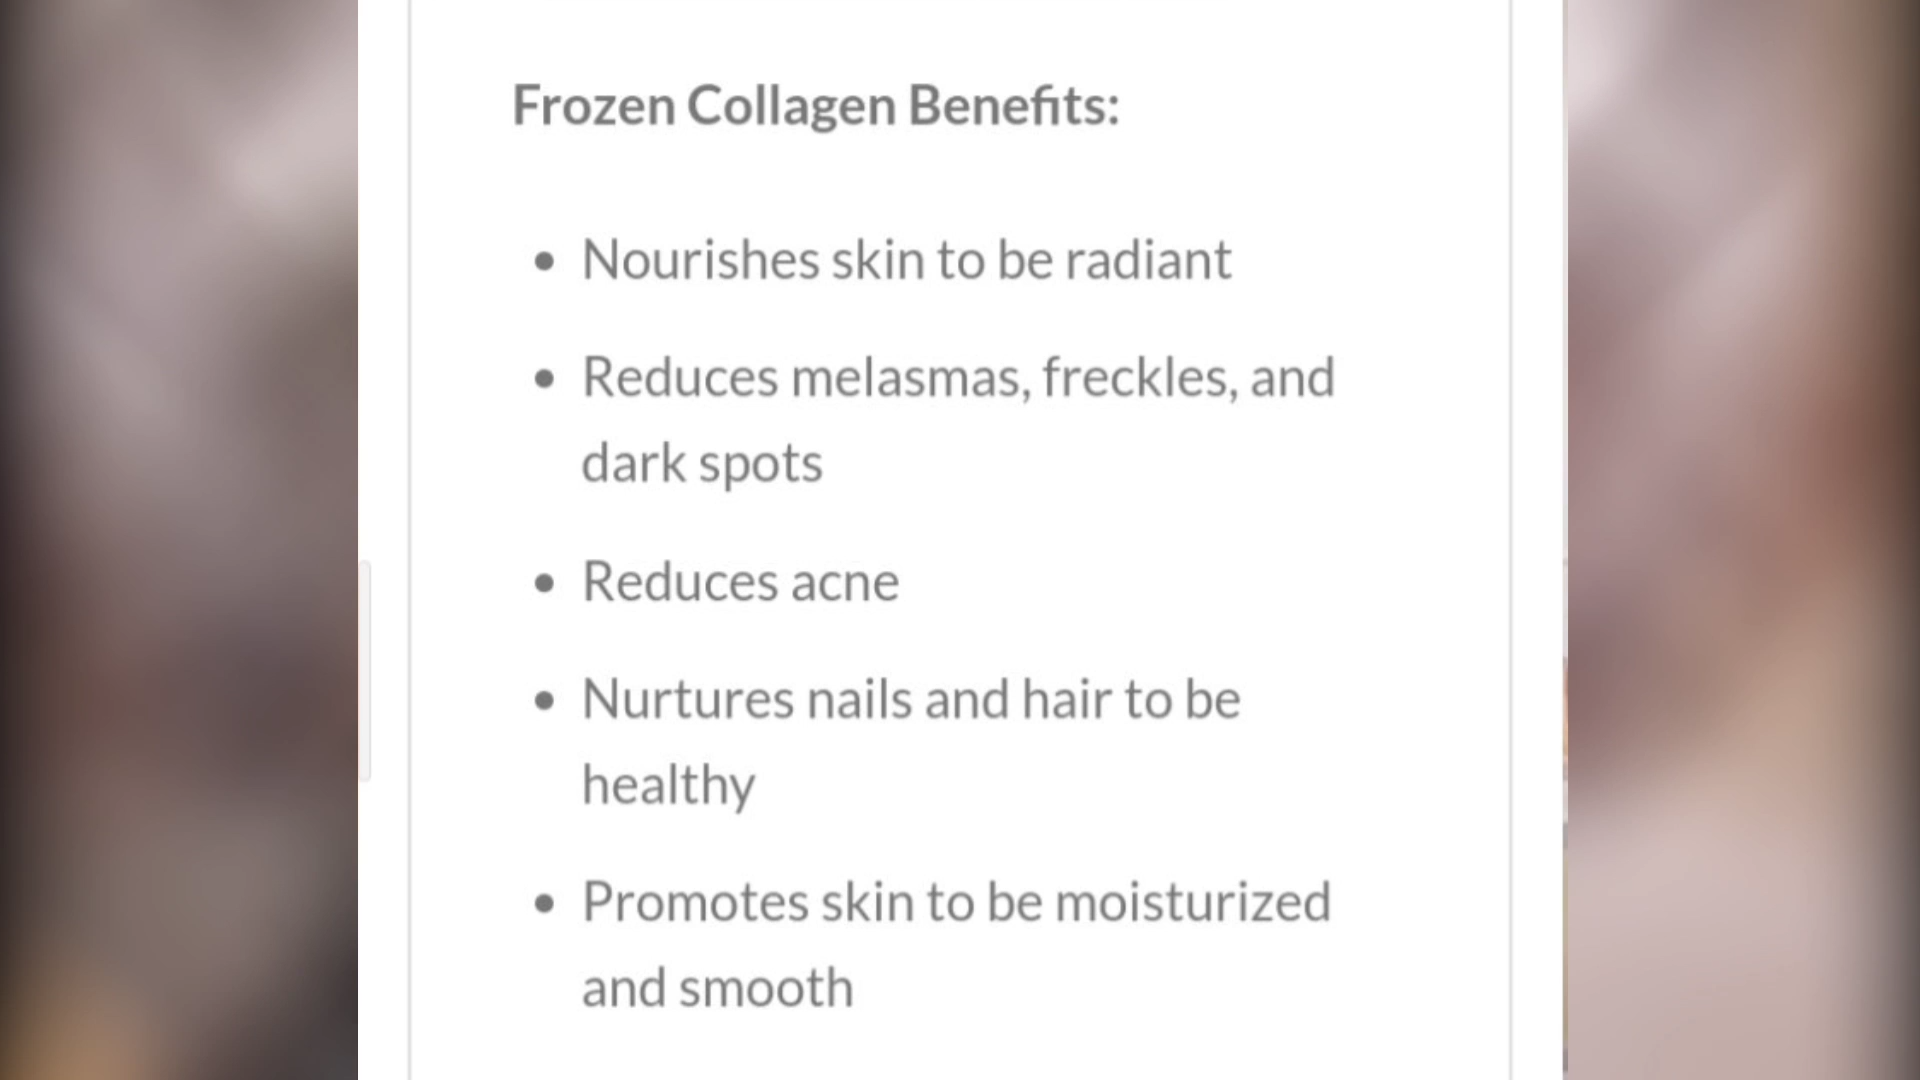 Frozen Collagen Benefits:
• Nourishes skin to be radiant
• Reduces melasmas, freckles, and
dark spots
• Reduces acne
• Nurtures nails and hair to be
healthy
• Promotes skin to be moisturized
and smooth